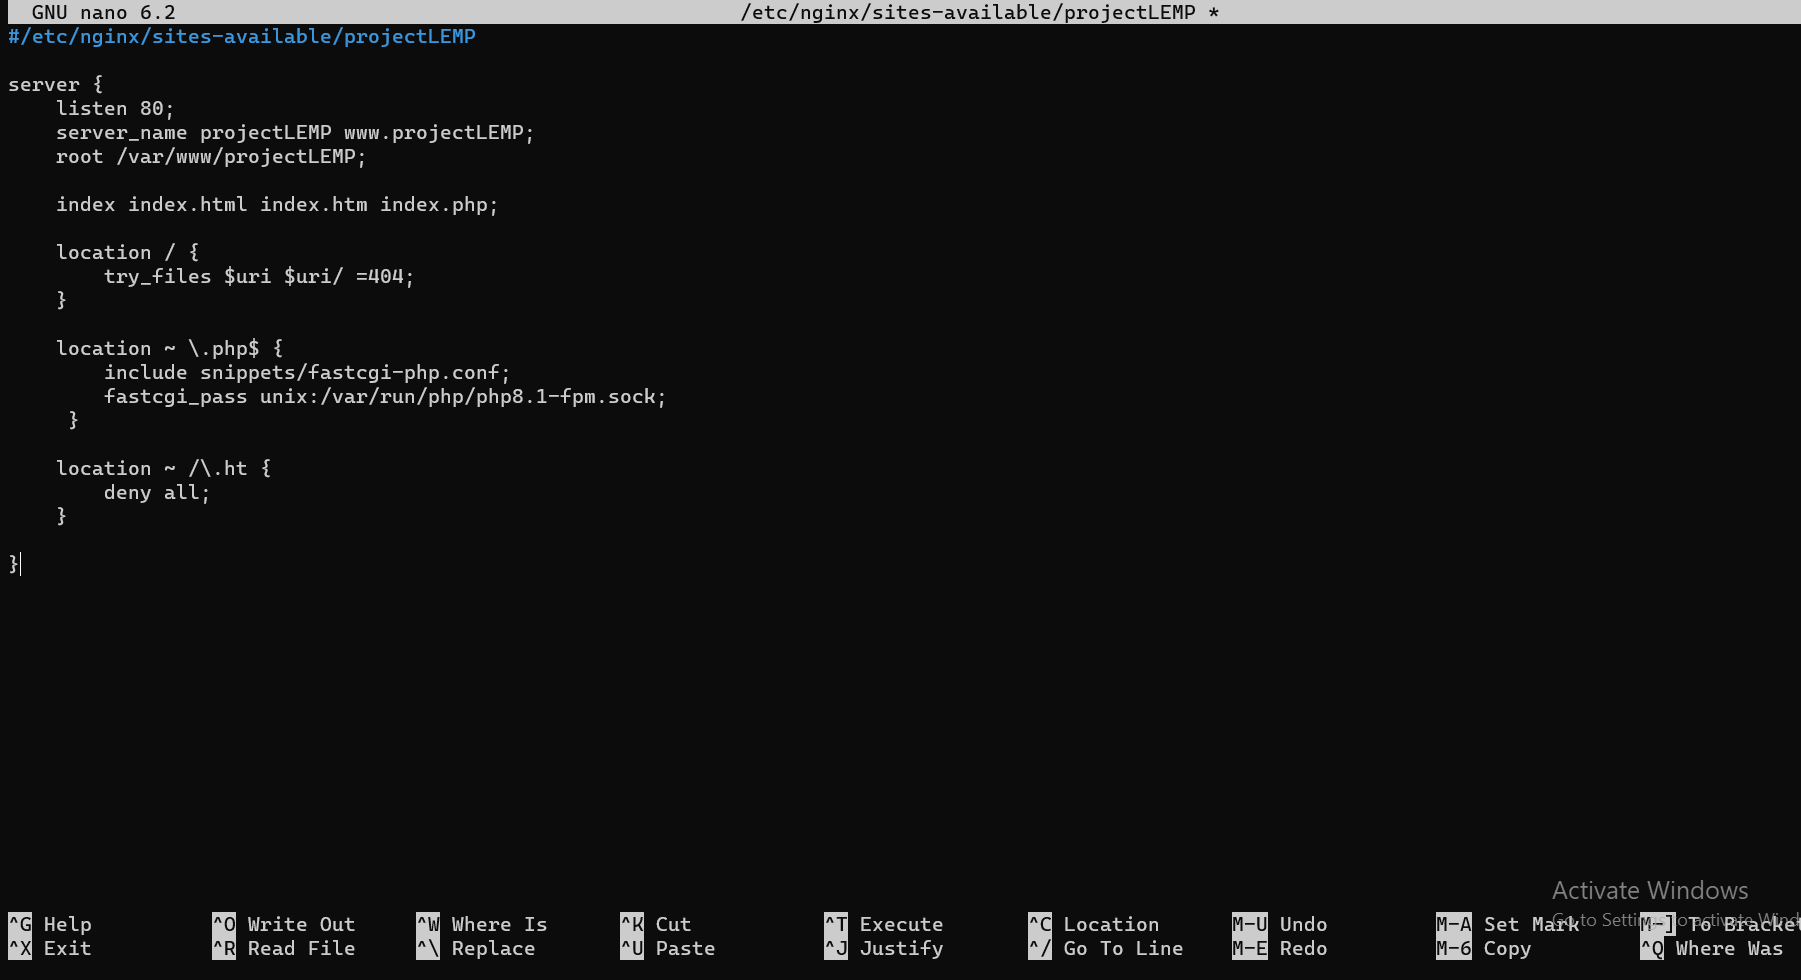 GNU nano 6.2 /etc/nginx/sites-available/projectLEMP *
#/etc/nginx/sites-available/projectLEMP
server {
    listen 80;
    server_name projectLEMP www.projectLEMP;
    root /var/www/projectLEMP;
    index index.html index.htm index.php;
    location / {
        try_files $uri $uri/ =404;
    }
    location ~ \.php$ {
        include snippets/fastcgi-php.conf;
        fastcgi_pass unix:/var/run/php/php8.1-fpm.sock;
     }
    location ~ /\.ht {
        deny all;
    }
}
Activate Windows
Go to Settings to activate Wind
^G Help ^O Write Out ^W Where Is ^K Cut ^T Execute ^C Location M-U Undo M-A Set Mark M-] To Bracket
^X Exit ^R Read File ^\ Replace ^U Paste ^J Justify ^/ Go To Line M-E Redo M-6 Copy ^Q Where Was